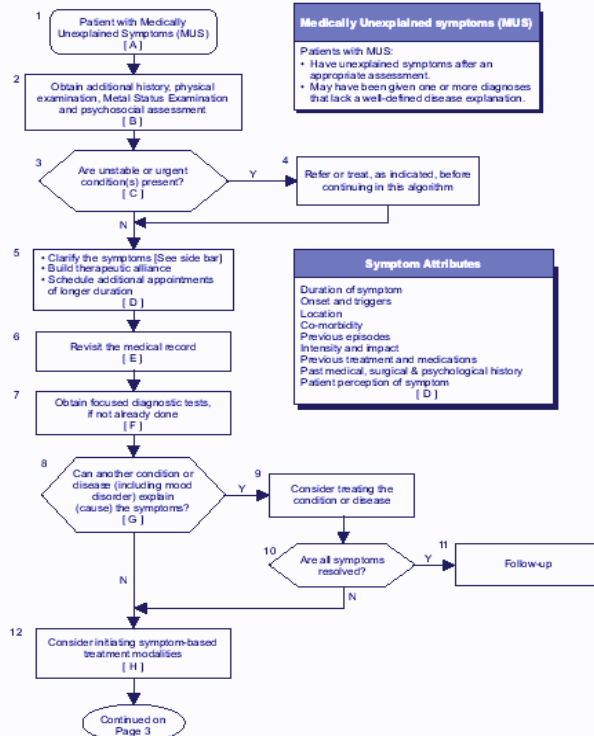 1
Patient with Medically
Unexplained Symptoms (MUS)
[ A ]
Medically Unexplained symptoms (MUS)
Patients with MUS:
• Have unexplained symptoms after an
appropriate assessment.
• May have been given one or more diagnoses
that lack a well-defined disease explanation.
2
Obtain additional history, physical
examination, Metal Status Examination
and psychosocial assessment
[ B ]
3
Are unstable or urgent
condition(s) present?
[ C ]
Y
4
Refer or treat, as indicated, before
continuing in this algorithm
N
5
• Clarify the symptoms [See side bar]
• Build therapeutic alliance
• Schedule additional appointments
of longer duration
[ D ]
Symptom Attributes
Duration of symptom
Onset and triggers
Location
Co-morbidity
Previous episodes
Intensity and impact
Previous treatment and medications
Past medical, surgical & psychological history
Patient perception of symptom
[ D ]
6
Revisit the medical record
[ E ]
7
Obtain focused diagnostic tests,
if not already done
[ F ]
8
Can another condition or
disease (including mood
disorder) explain
(cause) the symptoms?
[ G ]
Y
9
Consider treating the
condition or disease
10
Are all symptoms
resolved?
Y
11
Follow-up
N
N
12
Consider initiating symptom-based
treatment modalities
[ H ]
Continued on
Page 3